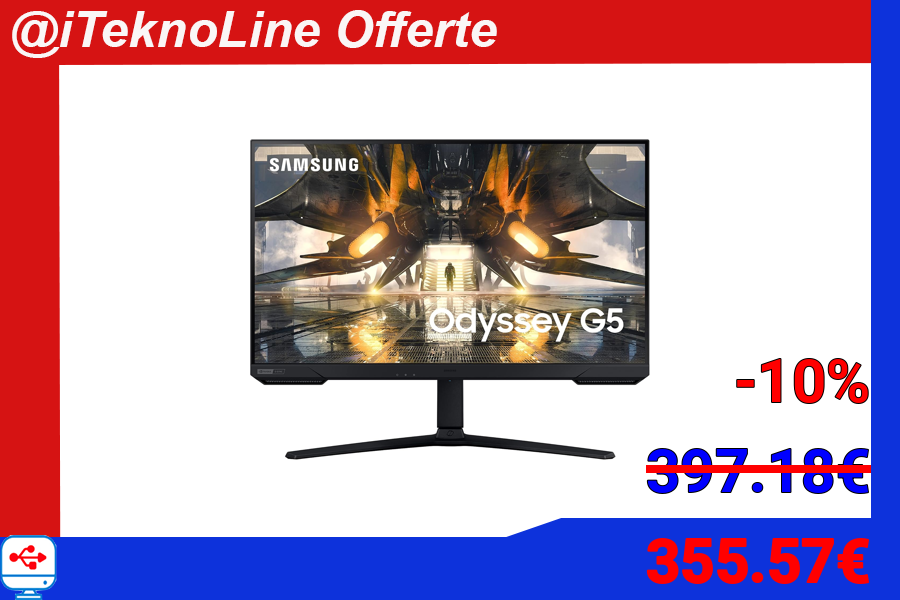 @iTeknoLine Offerte
SAMSUNG
Odyssey G5
-10%
397.18€
355.57€